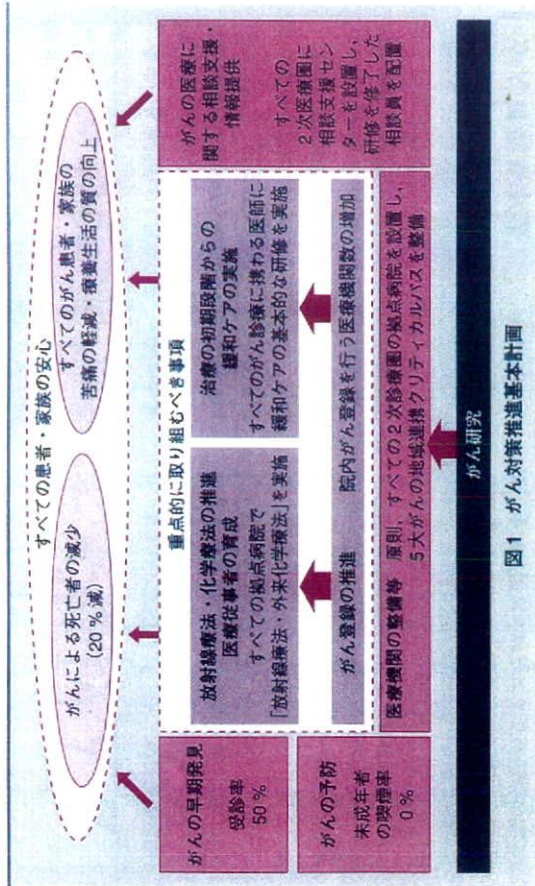 すべての患者・家族の安心
がんによる死亡者の減少
(20％減)
すべてのがん患者・家族の
苦痛の軽減・療養生活の質の向上
がんの早期発見
受診率
50％
がんの予防
未成年者
の喫煙率
0％
重点的に取り組むべき事項
放射線療法・化学療法の推進
医療従事者の育成
すべての拠点病院で
「放射線療法・外来化学療法」を実施
治療の初期段階からの
緩和ケアの実施
すべてのがん診療に携わる医師に
緩和ケアの基本的な研修を実施
がん登録の推進　院内がん登録を行う医療機関数の増加
医療機関の整備等　原則，すべての2次診療圏の拠点病院を設置し，
5大がんの地域連携クリティカルパスを整備
がんの医療に
関する相談支援・
情報提供
すべての
2次医療圏に
相談支援セン
ターを設置し，
研修を修了した
相談員を配置
がん研究
図1　がん対策推進基本計画